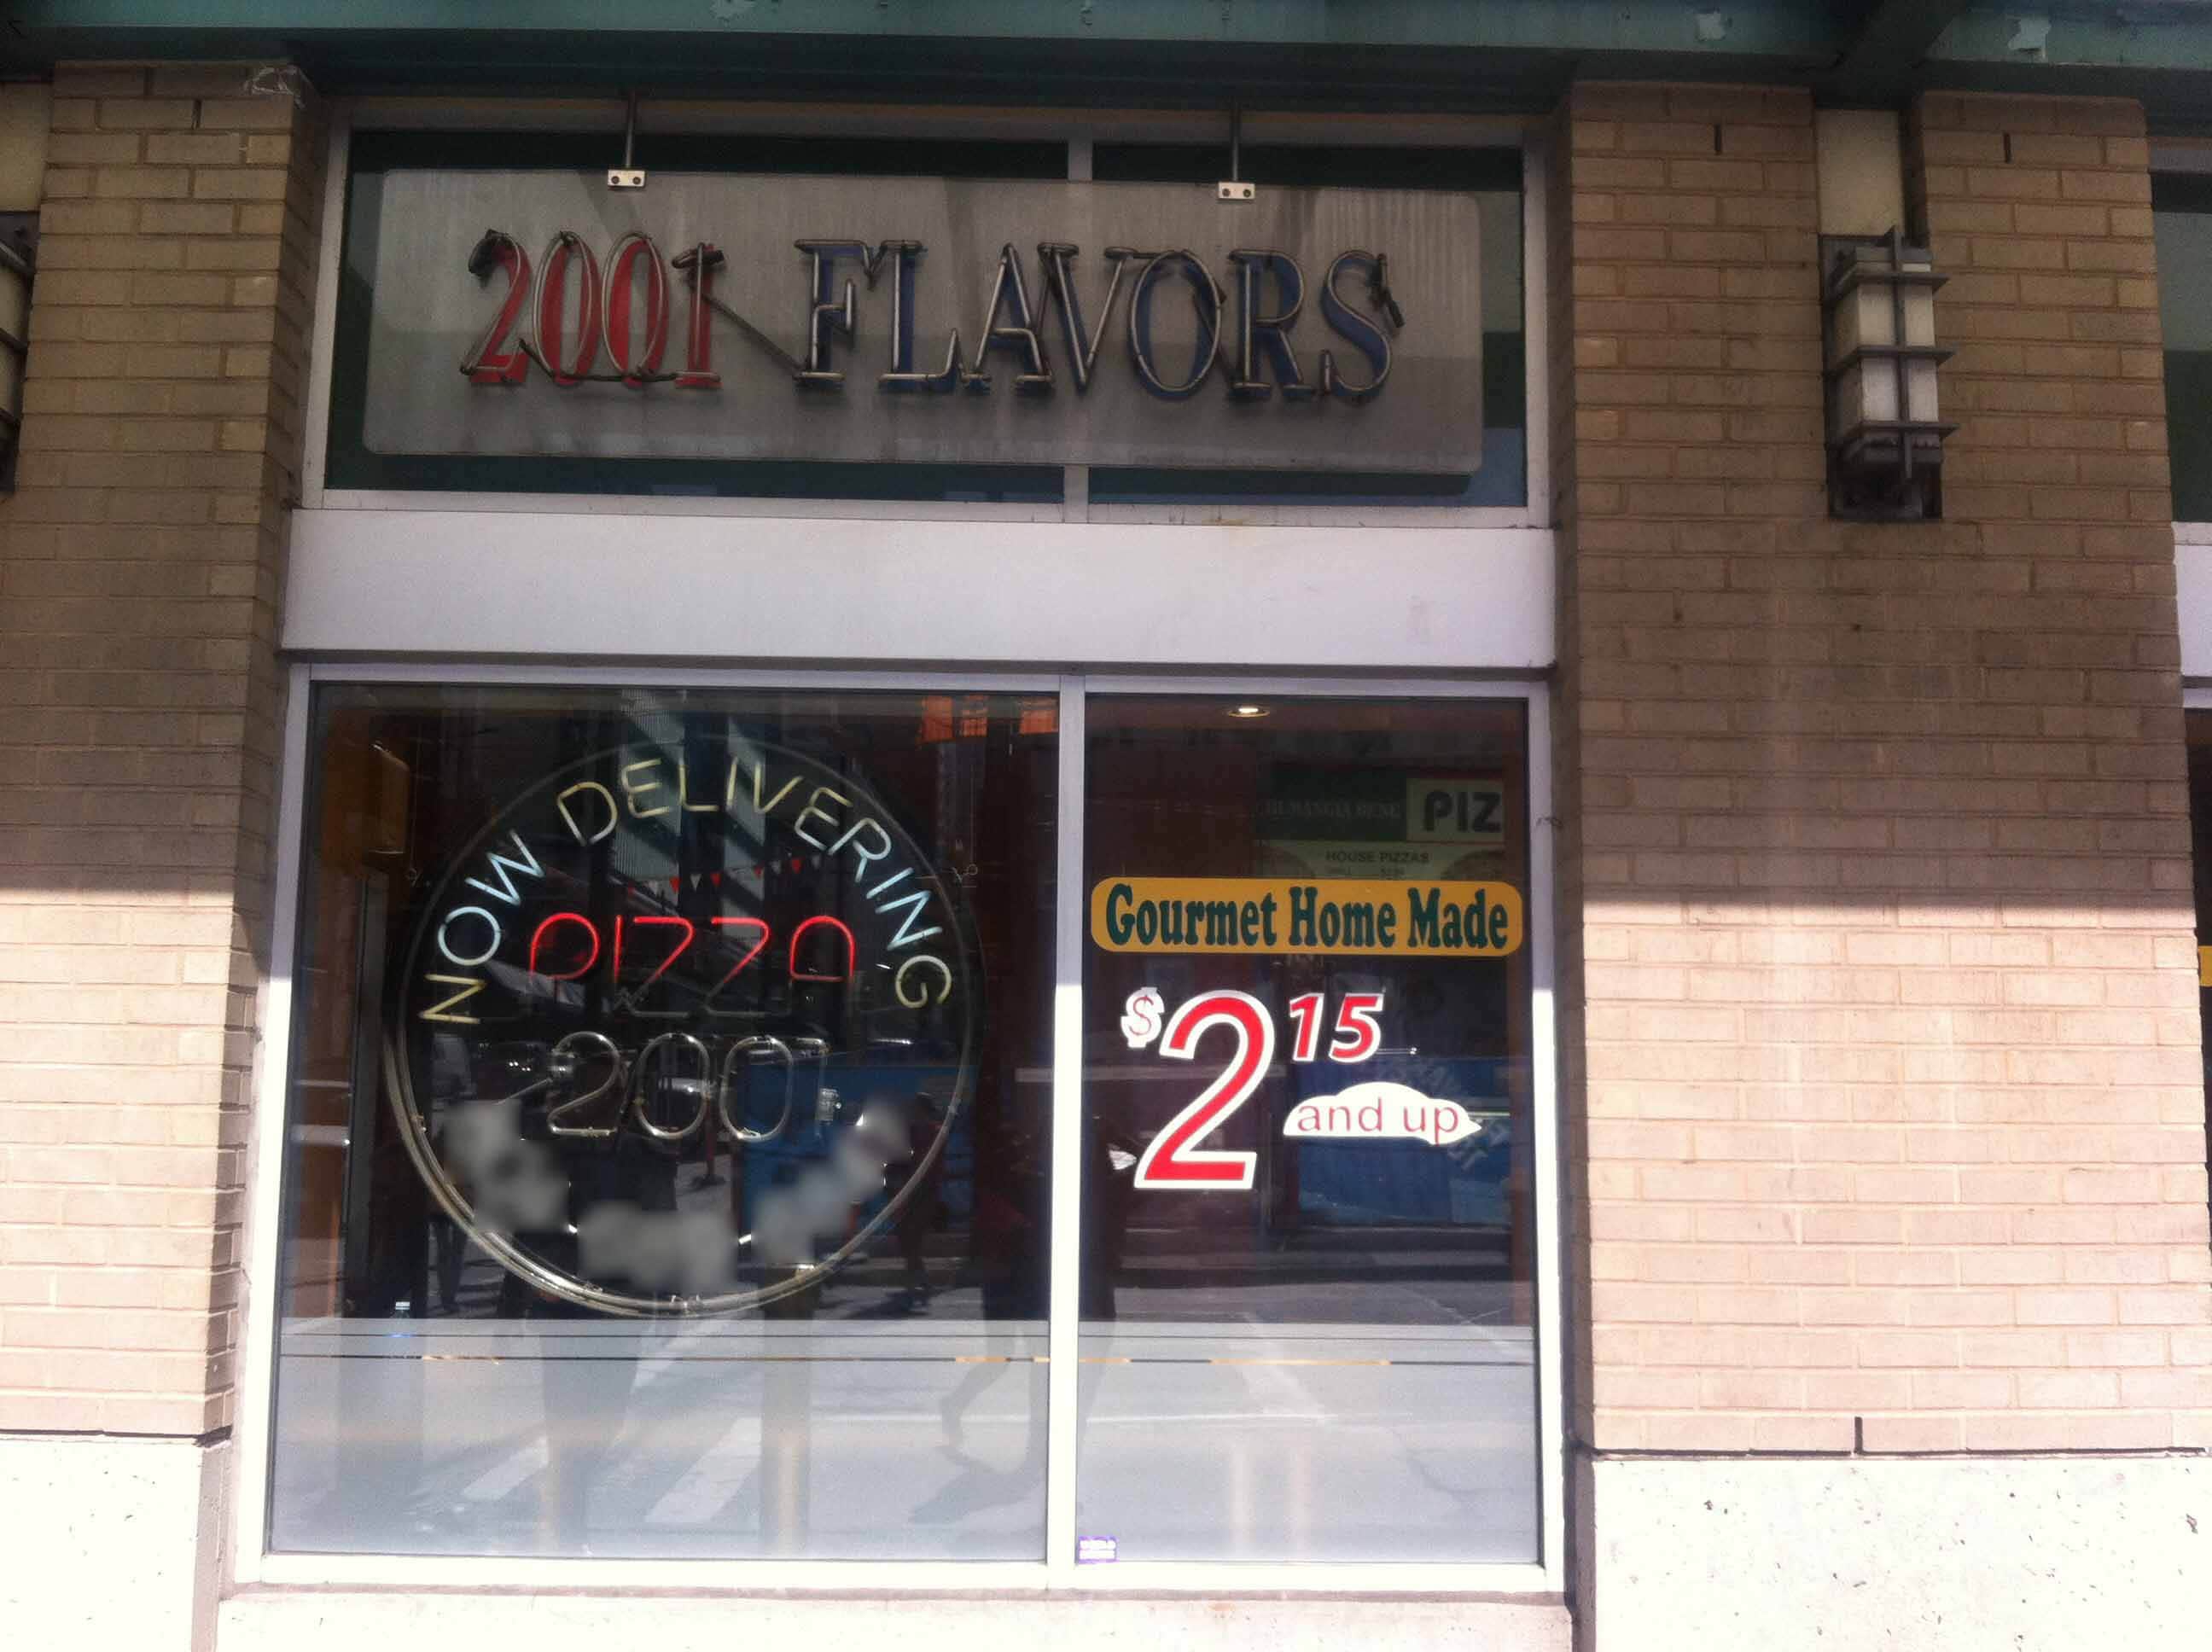 2001 FLAVORS
NOW DELIVERING
PIZZA
2001
PIZ
HOUSE PIZZAS
Gourmet Home Made
$2 15
and up